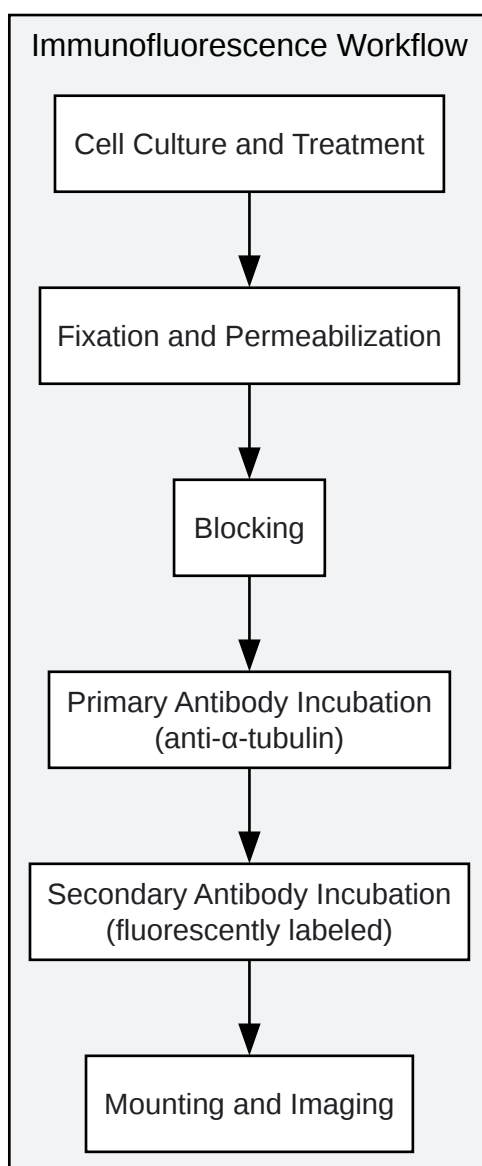 Immunofluorescence Workflow
Cell Culture and Treatment
Fixation and Permeabilization
Blocking
Primary Antibody Incubation
(anti-α-tubulin)
Secondary Antibody Incubation
(fluorescently labeled)
Mounting and Imaging